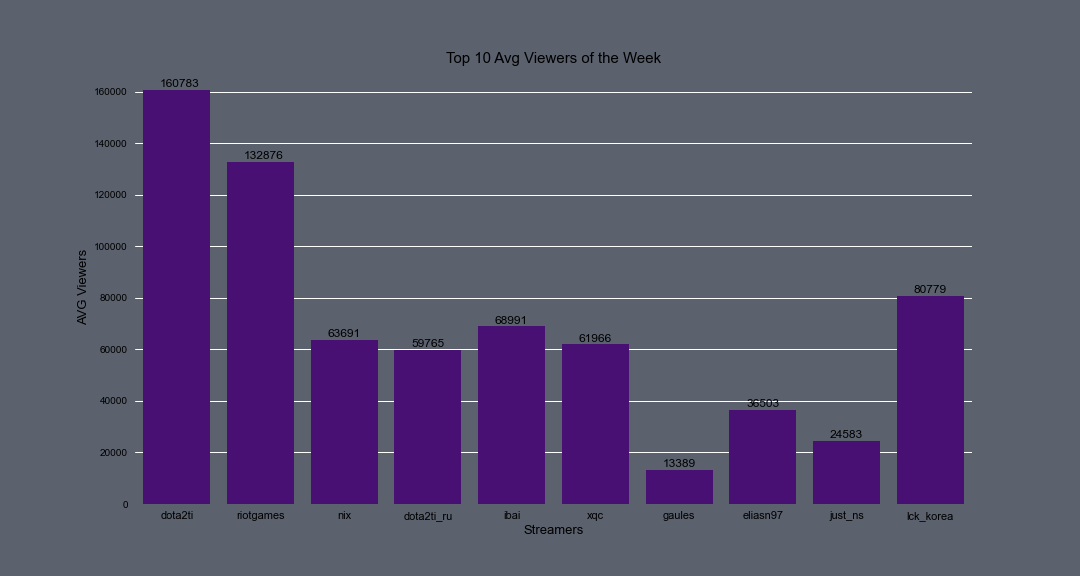 Top 10 Avg Viewers of the Week
AVG Viewers
160000
140000
120000
100000
80000
60000
40000
20000
0
160783
132876
63691
59765
68991
61966
13389
36503
24583
80779
dota2ti
riotgames
nix
dota2ti_ru
ibai
xqc
gaules
eliasn97
just_ns
lck_korea
Streamers